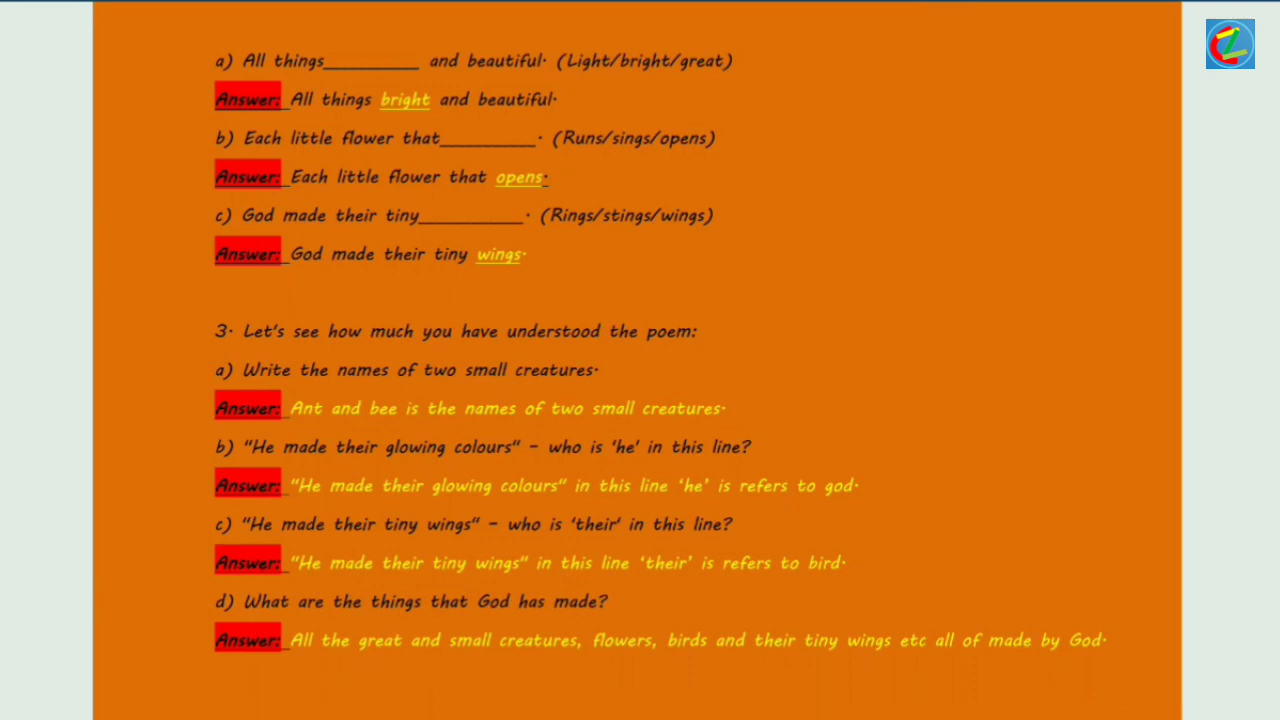 a) All things_________ and beautiful. (Light/bright/great)
Answer: All things bright and beautiful.
b) Each little flower that_________. (Runs/sings/opens)
Answer: Each little flower that opens.
c) God made their tiny__________. (Rings/stings/wings)
Answer: God made their tiny wings.
3. Let's see how much you have understood the poem:
a) Write the names of two small creatures.
Answer: Ant and bee is the names of two small creatures.
b) "He made their glowing colours" - who is 'he' in this line?
Answer: "He made their glowing colours" in this line 'he' is refers to god.
c) "He made their tiny wings" - who is 'their' in this line?
Answer: "He made their tiny wings" in this line 'their' is refers to bird.
d) What are the things that God has made?
Answer: All the great and small creatures, flowers, birds and their tiny wings etc all of made by God.